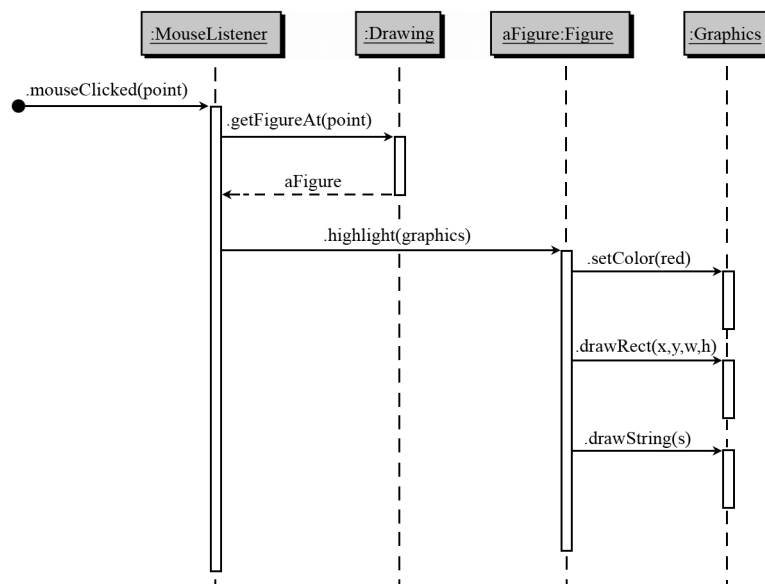 :MouseListener
:Drawing
aFigure:Figure
:Graphics
.mouseClicked(point)
.getFigureAt(point)
aFigure
.highlight(graphics)
.setColor(red)
.drawRect(x,y,w,h)
.drawString(s)